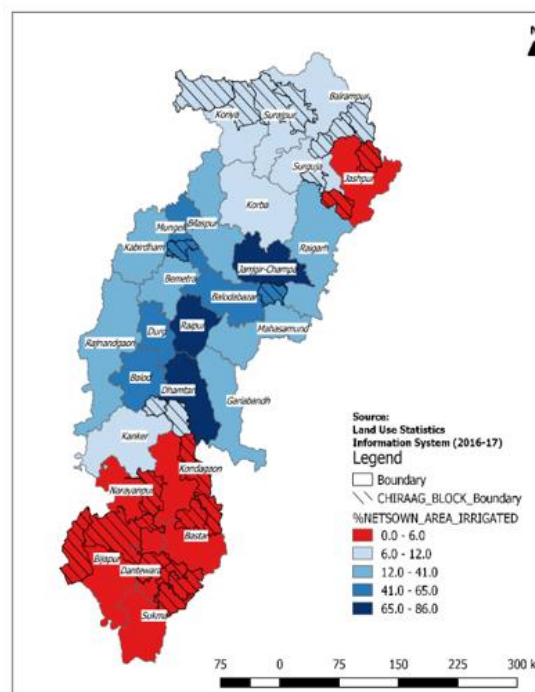 N
Balrampur
Koriya
Surajpur
Surguja
Jashpur
Korba
Mungeli
Bilaspur
Kabirdham
Raigarh
Janjgir-Champa
Bemetra
Balodabazar
Mahasamund
Durg
Raipur
Rajnandgaon
Balod
Dhamtari
Gariabandh
Kanker
Kondagaon
Narayanpur
Bastar
Bijapur
Dantewara
Sukma
Source:
Land Use Statistics
Information System (2016-17)
Legend
Boundary
CHIRAAG_BLOCK_Boundary
%NETSOWN_AREA_IRRIGATED
0.0 - 6.0
6.0 - 12.0
12.0 - 41.0
41.0 - 65.0
65.0 - 86.0
75 0 75 150 225 300 k